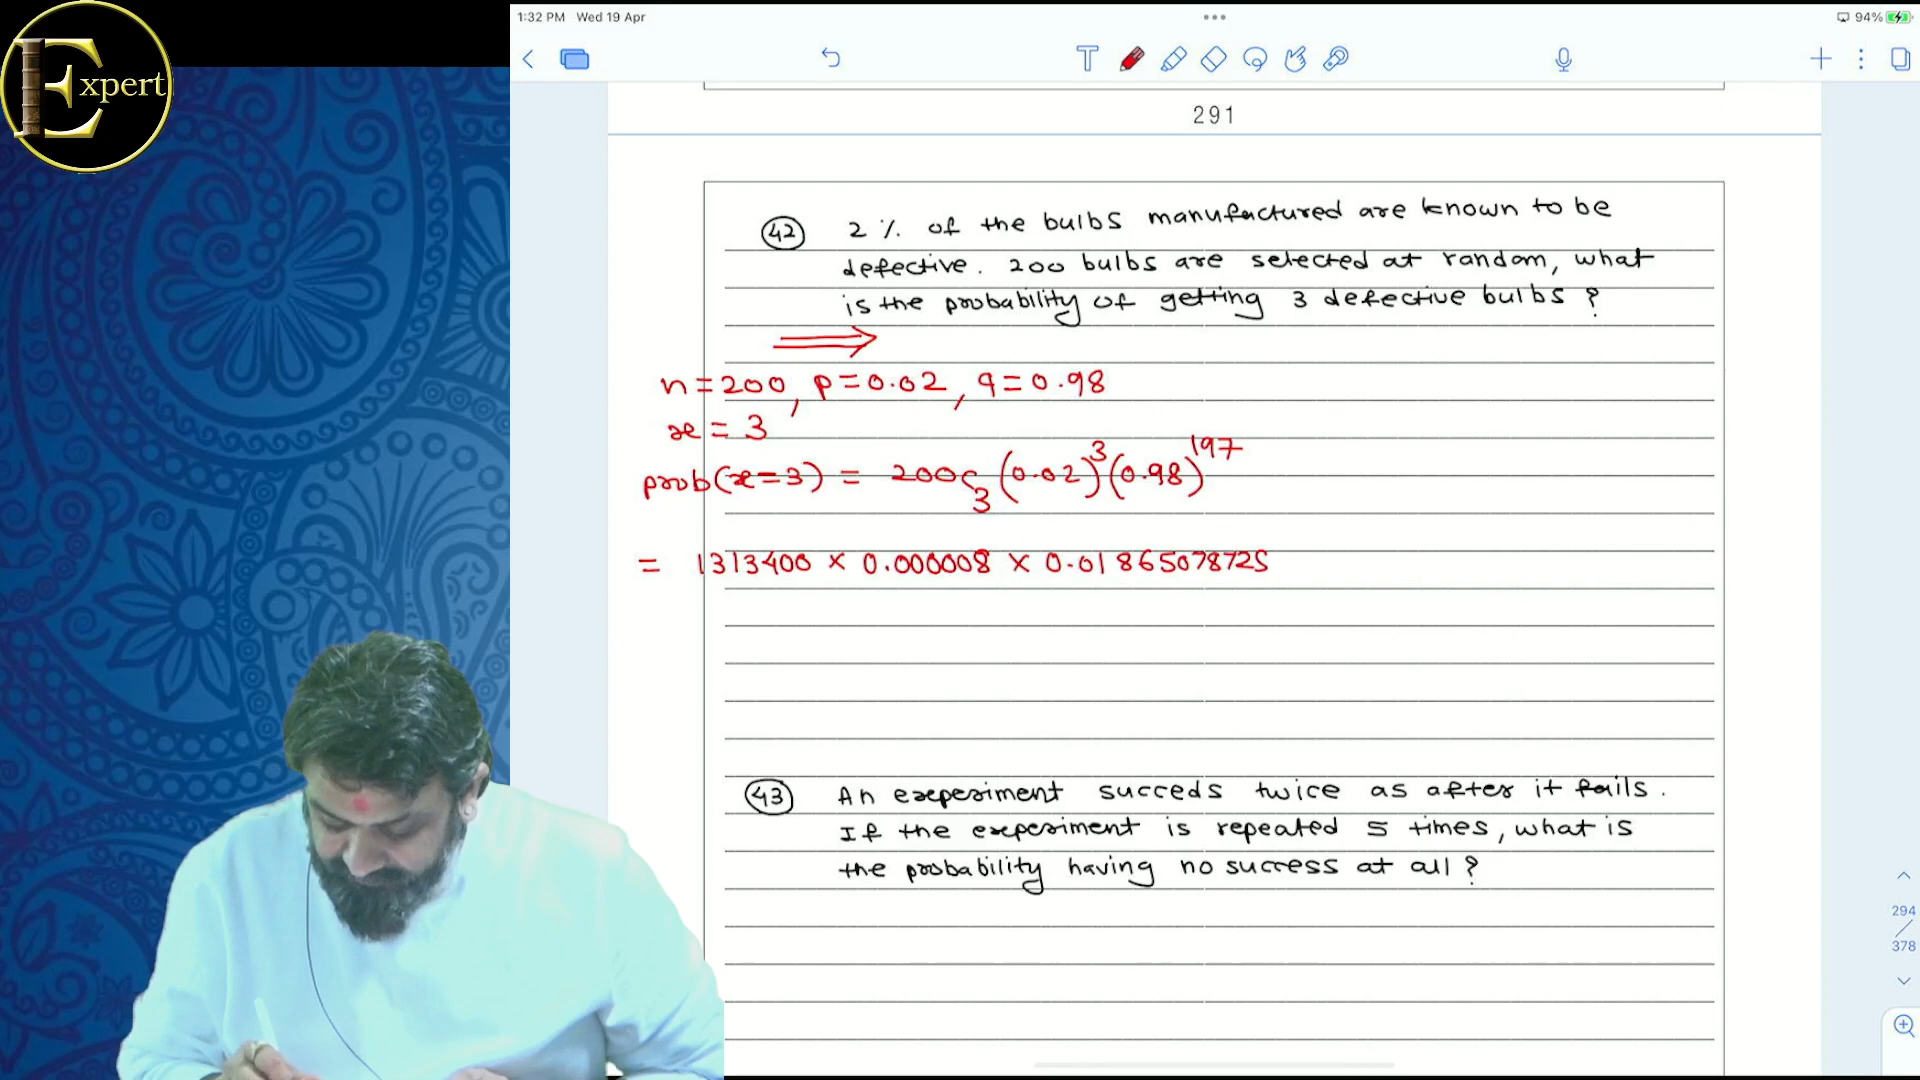 Expert
1:32 PM Wed 19 Apr
94%
291
42 2 % of the bulbs manufactured are known to be
defective. 200 bulbs are selected at random, what
is the probability of getting 3 defective bulbs ?
n = 200, p = 0.02, q = 0.98
x = 3
prob(x=3) = 200C3 (0.02)^3 (0.98)^197
= 1313400 × 0.000008 × 0.01865078725
43 An experiment succeds twice as after it fails.
If the experiment is repeated 5 times, what is
the probability having no success at all ?
294
378